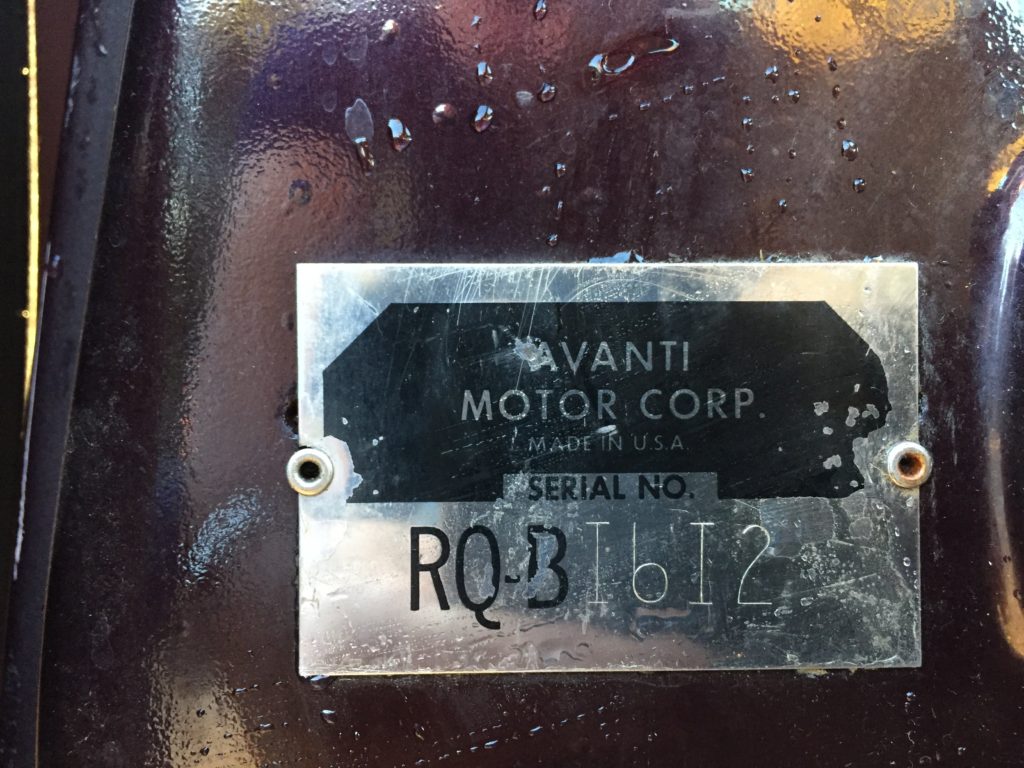 AVANTI
MOTOR CORP.
MADE IN U.S.A.
SERIAL NO.
RQ-B1612